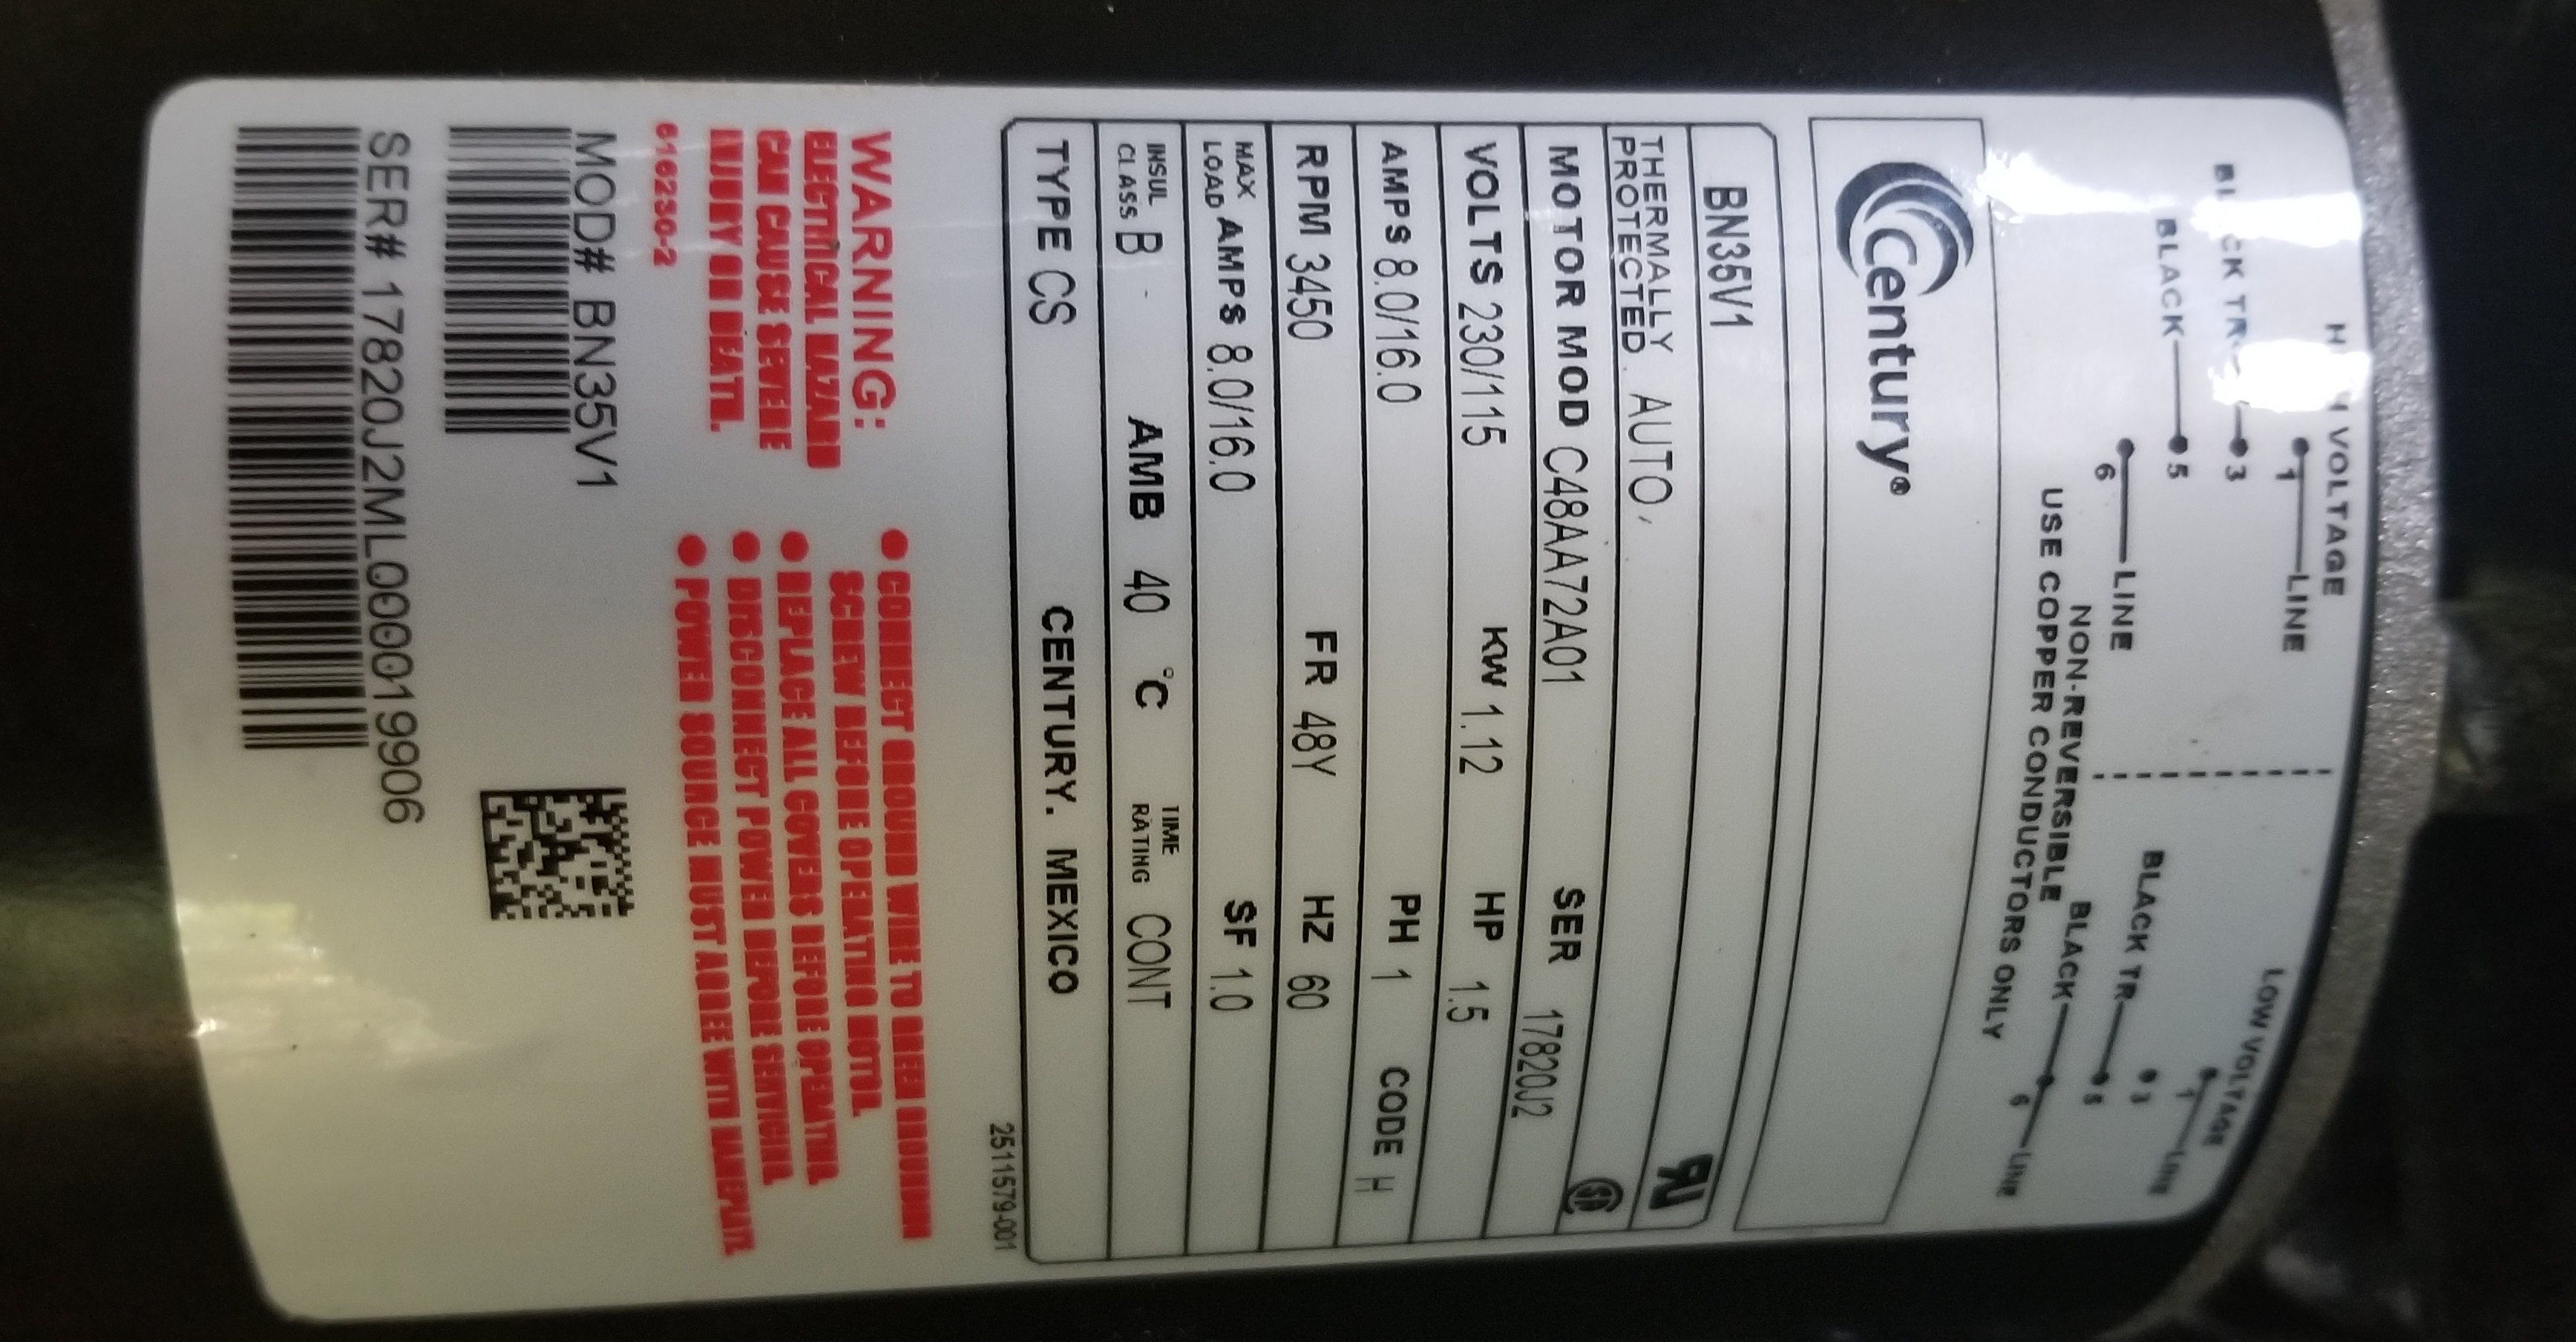 VOLTAGE
1 LINE
3
BLACK 5
6 LINE
LOW VOLTAGE
1 LINE
BLACK TR 3
BLACK 5
6 LINE
NON-REVERSIBLE
USE COPPER CONDUCTORS ONLY
Century®
BN35V1
THERMALLY
PROTECTED AUTO
MOTOR MOD C48AA72A01 SER 17820J2
VOLTS 230/115 KW 1.12 HP 1.5
AMPS 8.0/16.0 PH 1 CODE H
RPM 3450 FR 48Y HZ 60
MAX LOAD AMPS 8.0/16.0 SF 1.0
INSUL CLASS B AMB 40 °C TIME RATING CONT
TYPE CS CENTURY. MEXICO
2511579-001
WARNING:
ELECTRICAL HAZARD
CAN CAUSE SEVERE
INJURY OR DEATH.
616230-2
● CONNECT GROUND WIRE TO GREEN GROUNDING
SCREW BEFORE OPERATING MOTOR.
● REPLACE ALL COVERS BEFORE OPERATING.
● DISCONNECT POWER BEFORE SERVICING.
● POWER SOURCE MUST AGREE WITH NAMEPLATE
MOD# BN35V1
SER# 17820J2ML000019906